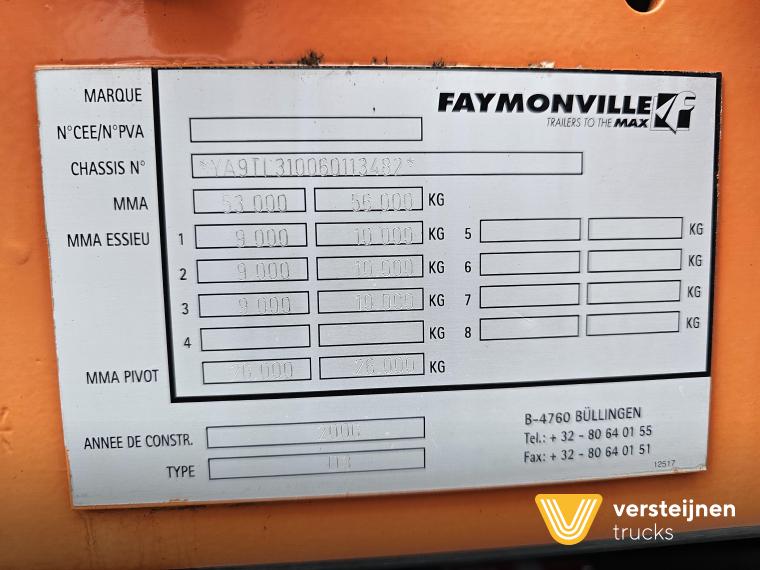 MARQUE
FAYMONVILLE
TRAILERS TO THE MAX
N°CEE/N°PVA
CHASSIS N° *YA9TL310060113482*
MMA 53.000 56.000 KG
MMA ESSIEU 1 9.000 10.000 KG 5 KG
2 9.000 10.000 KG 6 KG
3 9.000 10.000 KG 7 KG
4 KG 8 KG
MMA PIVOT 26.000 26.000 KG
ANNEE DE CONSTR. 2006
TYPE
B-4760 BÜLLINGEN
Tel.: + 32 - 80 64 01 55
Fax: + 32 - 80 64 01 51
12517
versteijnen
trucks